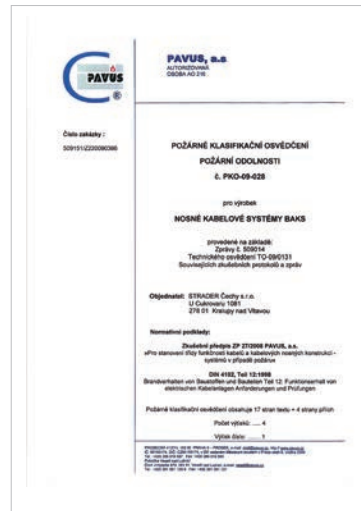 PAVUS
®
PAVUS, a.s
AUTORIZOVANÁ
OSOBA AO 216
Číslo zakázky :
509151/Z220090386
POŽÁRNĚ KLASIFIKAČNÍ OSVĚDČENÍ
POŽÁRNÍ ODOLNOSTI
č. PKO-09-028
pro výrobek
NOSNÉ KABELOVÉ SYSTÉMY BAKS
provedené na základě:
Zprávy č. 509014
Technického osvědčení TO-09/0131
Souvisejících zkušebních protokolů a zpráv
Objednatel: STRADER Čechy s.r.o.
U Cukrovaru 1081
278 01 Kralupy nad Vltavou
Normativní podklady:
Zkušební předpis ZP 27/2008 PAVUS, a.s.
«Pro stanovení třídy funkčnosti kabelů a kabelových nosných konstrukcí -
systémů v případě požáru»
DIN 4102, Teil 12:1998
Brandverhalten von Baustoffen und Bauteilen Teil 12: Funktionserhalt von
elektrischen Kabelanlagen Anforderungen und Prüfungen
Požárně klasifikační osvědčení obsahuje 17 stran textu + 4 strany příloh
Počet výtisků: ..... 4
Výtisk číslo: ....... 1